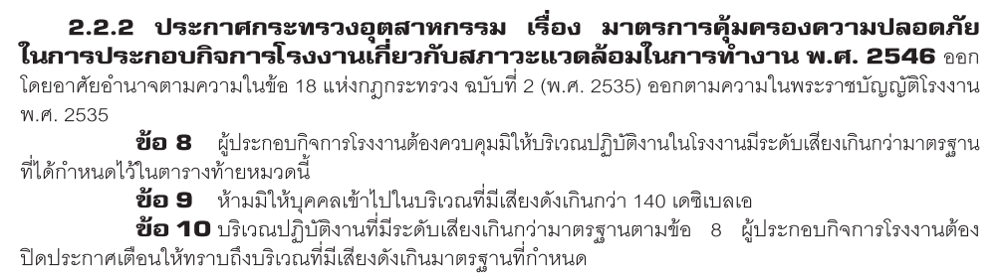 2.2.2 ประกาศกระทรวงอุตสาหกรรม เรื่อง มาตรการคุ้มครองความปลอดภัย
ในการประกอบกิจการโรงงานเกี่ยวกับสภาวะแวดล้อมในการทำงาน พ.ศ. 2546 ออก
โดยอาศัยอำนาจตามความในข้อ 18 แห่งกฎกระทรวง ฉบับที่ 2 (พ.ศ. 2535) ออกตามความในพระราชบัญญัติโรงงาน
พ.ศ. 2535
ข้อ 8 ผู้ประกอบกิจการโรงงานต้องควบคุมมิให้บริเวณปฏิบัติงานในโรงงานมีระดับเสียงเกินกว่ามาตรฐาน
ที่ได้กำหนดไว้ในตารางท้ายหมวดนี้
ข้อ 9 ห้ามมิให้บุคคลเข้าไปในบริเวณที่มีเสียงดังเกินกว่า 140 เดซิเบลเอ
ข้อ 10 บริเวณปฏิบัติงานที่มีระดับเสียงเกินกว่ามาตรฐานตามข้อ 8 ผู้ประกอบกิจการโรงงานต้อง
ปิดประกาศเตือนให้ทราบถึงบริเวณที่มีเสียงดังเกินมาตรฐานที่กำหนด